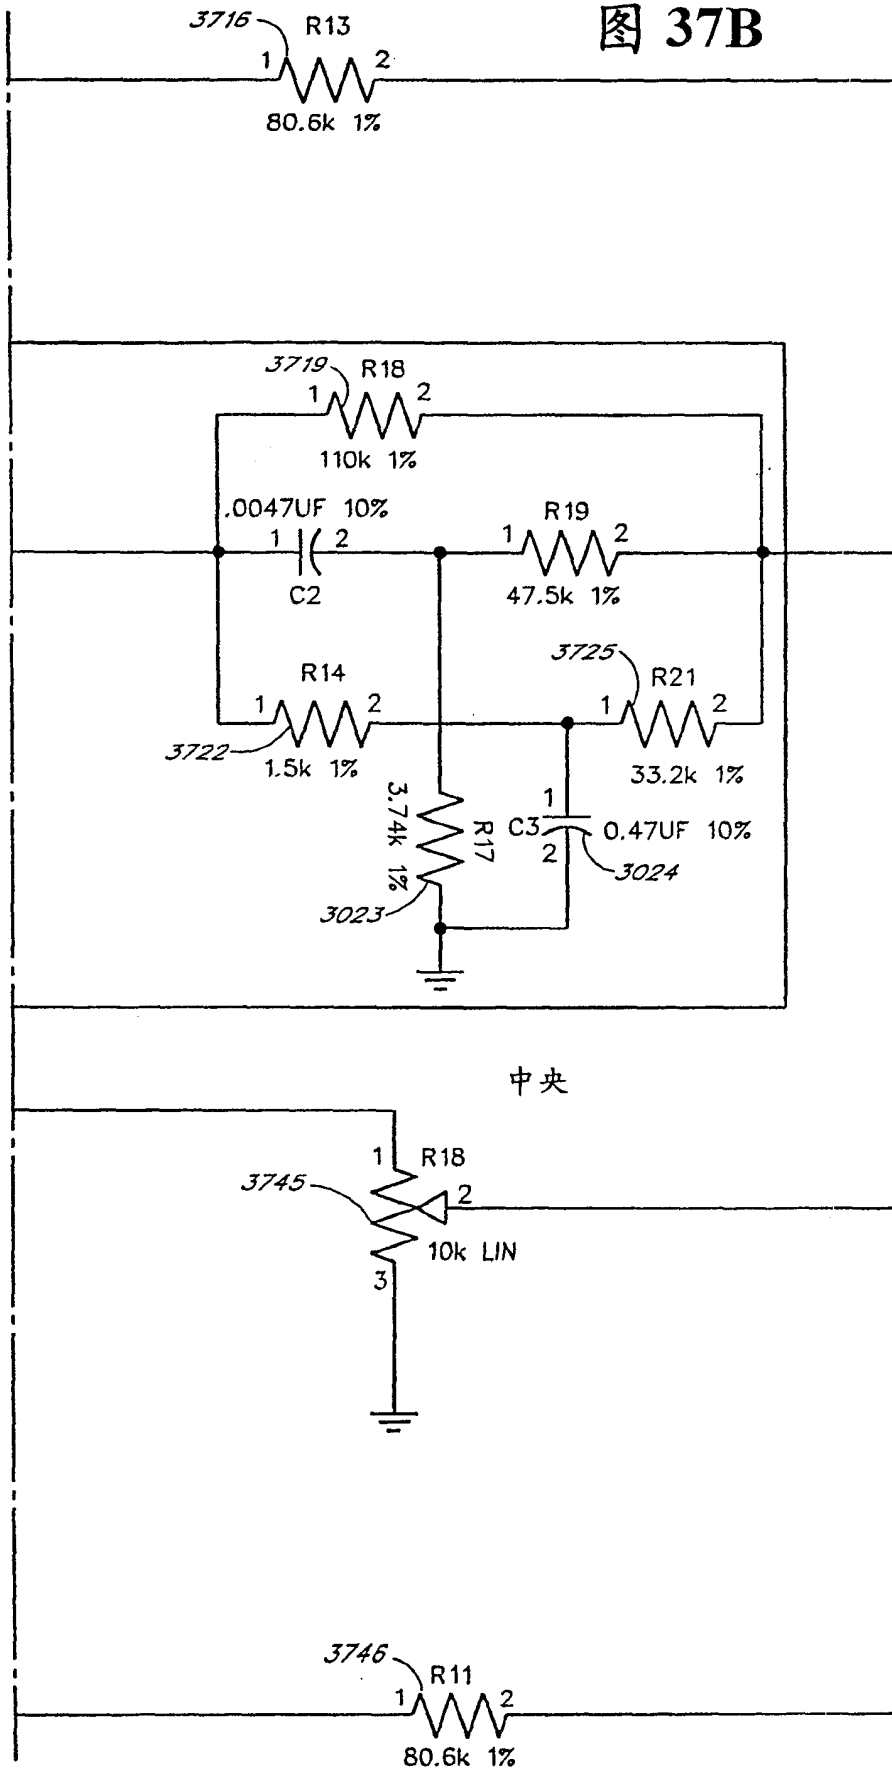 图 37B
3716
R13
1 2
80.6k 1%
3719
R18
1 2
110k 1%
.0047UF 10%
1 2
C2
R19
1 2
47.5k 1%
3725
R14
1 2
3722
1.5k 1%
R21
1 2
33.2k 1%
3.74k 1%
R17
3023
1
C3
2
0.47UF 10%
3024
中央
1
R18
3745
2
10k LIN
3
3746
R11
1 2
80.6k 1%